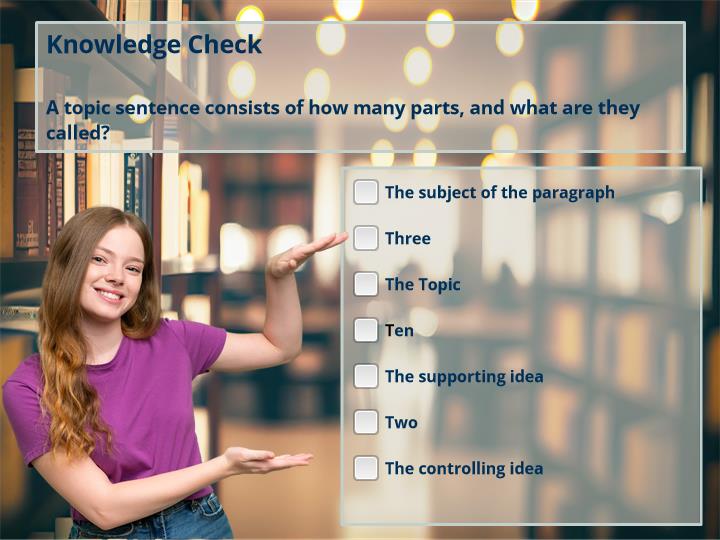 Knowledge Check
A topic sentence consists of how many parts, and what are they
called?
The subject of the paragraph
Three
The Topic
Ten
The supporting idea
Two
The controlling idea